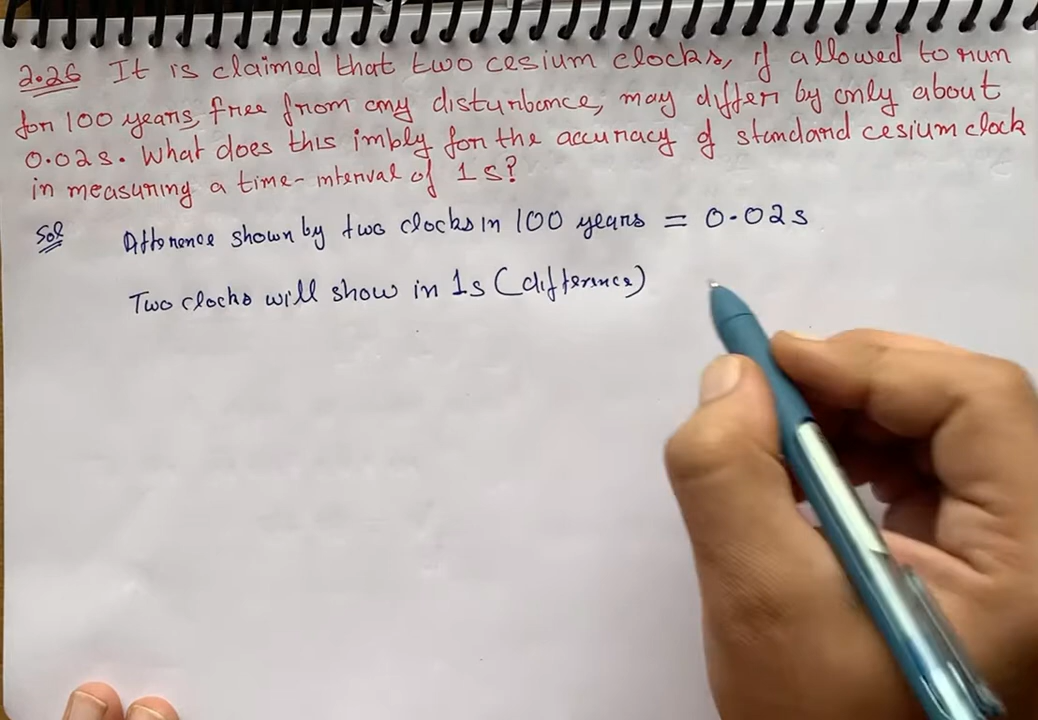 2.26 It is claimed that two cesium clocks, if allowed to run
for 100 years, free from any disturbance, may differ by only about
0.02 s. What does this imbly for the accuracy of standard cesium clock
in measuring a time-interval of 1 s?
Sol Difference shown by two clocks in 100 years = 0.02 s
Two clocks will show in 1s (difference)